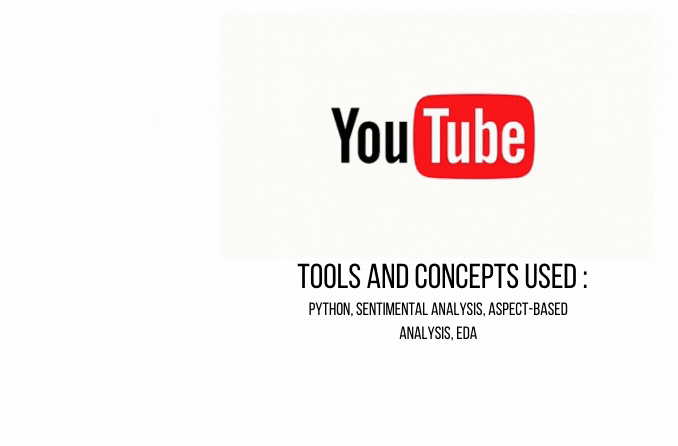 YouTube
TOOLS AND CONCEPTS USED :
PYTHON, SENTIMENTAL ANALYSIS, ASPECT-BASED
ANALYSIS, EDA